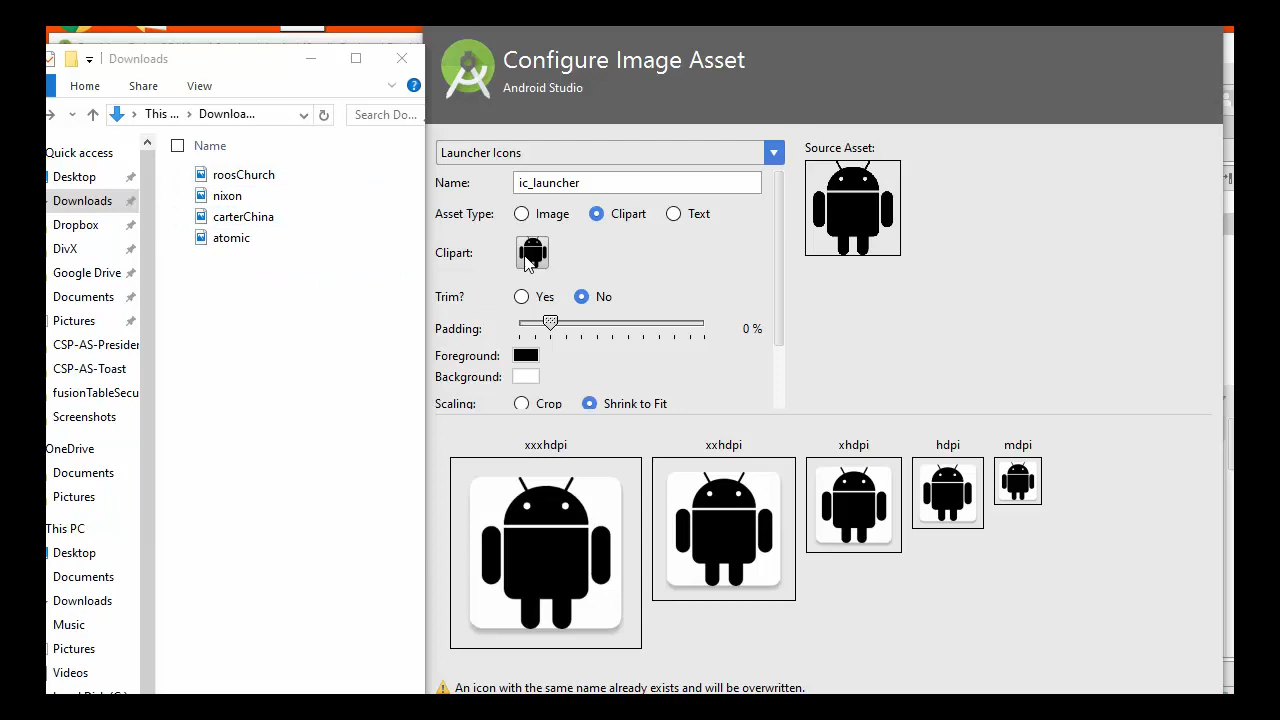 Downloads
Home Share View
This ... Downloa... Search Do...
Name
Quick access
Desktop
Downloads
Dropbox
DivX
Google Drive
Documents
Pictures
CSP-AS-Presider
CSP-AS-Toast
fusionTableSecu
Screenshots
OneDrive
Documents
Pictures
This PC
Desktop
Documents
Downloads
Music
Pictures
Videos
roosChurch
nixon
carterChina
atomic
Configure Image Asset
Android Studio
Launcher Icons
Name: ic_launcher
Asset Type: Image Clipart Text
Clipart:
Trim? Yes No
Padding: 0 %
Foreground:
Background:
Scaling: Crop Shrink to Fit
Source Asset:
xxxhdpi xxhdpi xhdpi hdpi mdpi
An icon with the same name already exists and will be overwritten.